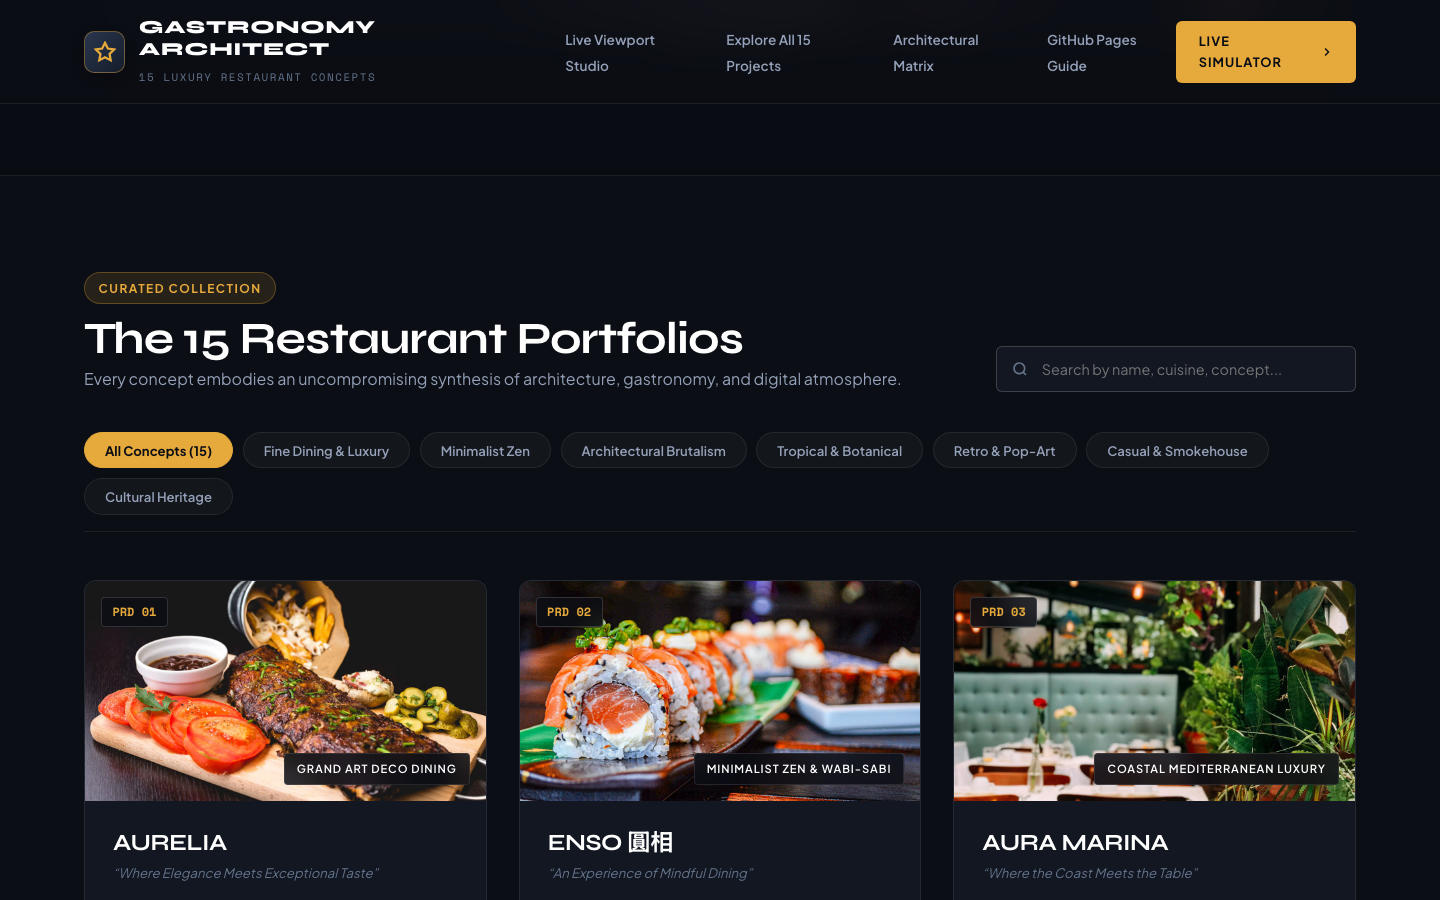 GASTRONOMY
ARCHITECT
15 LUXURY RESTAURANT CONCEPTS
Live Viewport
Studio
Explore All 15
Projects
Architectural
Matrix
GitHub Pages
Guide
LIVE
SIMULATOR
CURATED COLLECTION
The 15 Restaurant Portfolios
Every concept embodies an uncompromising synthesis of architecture, gastronomy, and digital atmosphere.
Search by name, cuisine, concept...
All Concepts (15)
Fine Dining & Luxury
Minimalist Zen
Architectural Brutalism
Tropical & Botanical
Retro & Pop-Art
Casual & Smokehouse
Cultural Heritage
PRD 01
GRAND ART DECO DINING
AURELIA
“Where Elegance Meets Exceptional Taste”
PRD 02
MINIMALIST ZEN & WABI-SABI
ENSO 圓相
“An Experience of Mindful Dining”
PRD 03
COASTAL MEDITERRANEAN LUXURY
AURA MARINA
“Where the Coast Meets the Table”